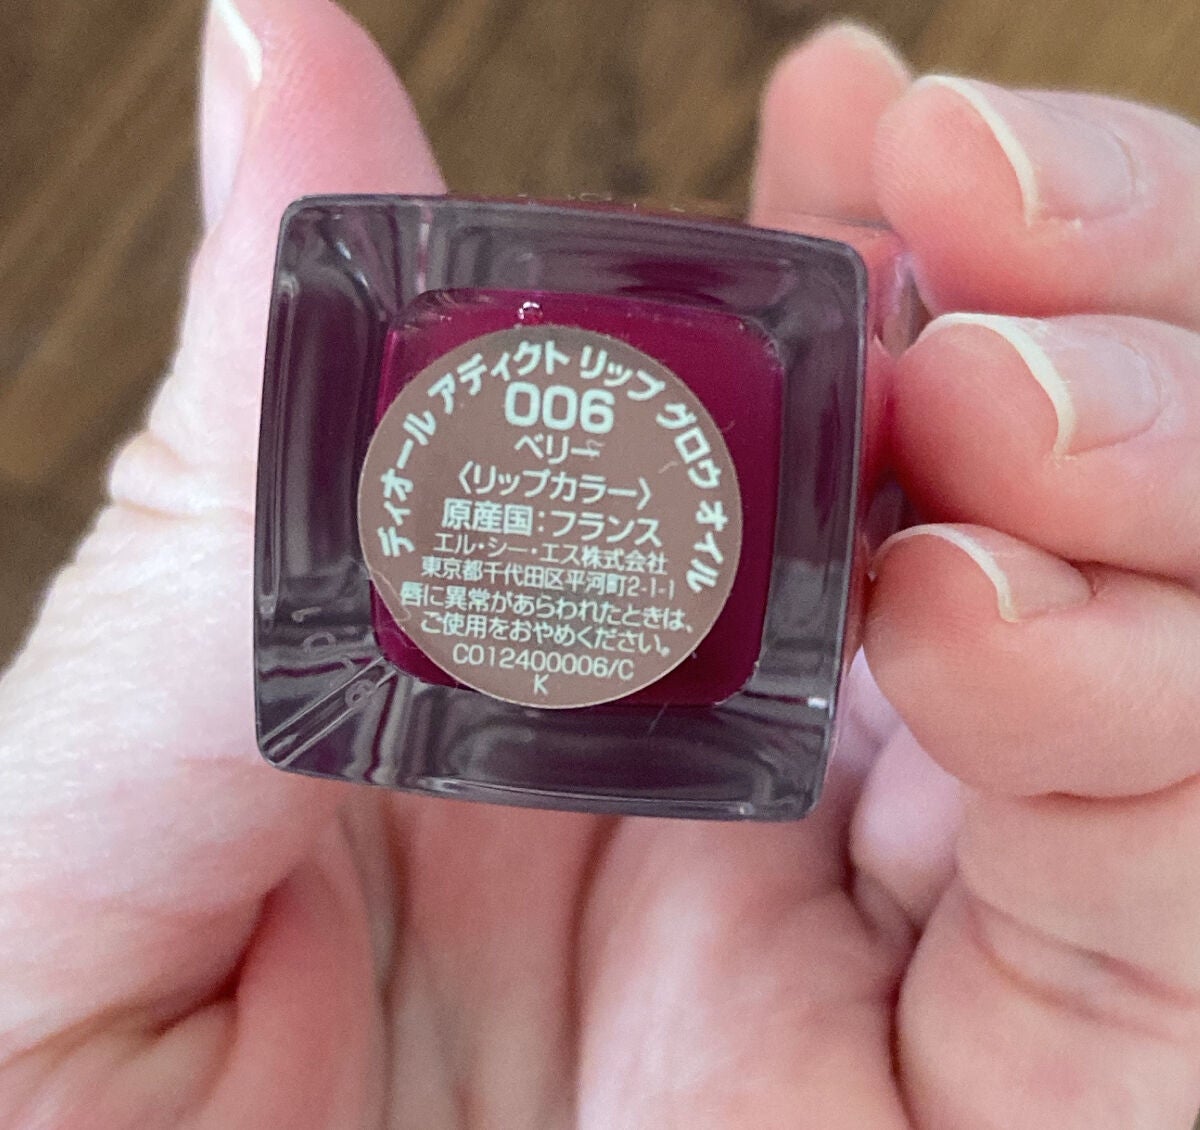 ディオール アディクト リップ グロウ オイル
006
ベリー
〈リップカラー〉
原産国：フランス
エル・シー・エス株式会社
東京都千代田区平河町2-1-1
唇に異常があらわれたときは、
ご使用をおやめください。
C012400006/C
K